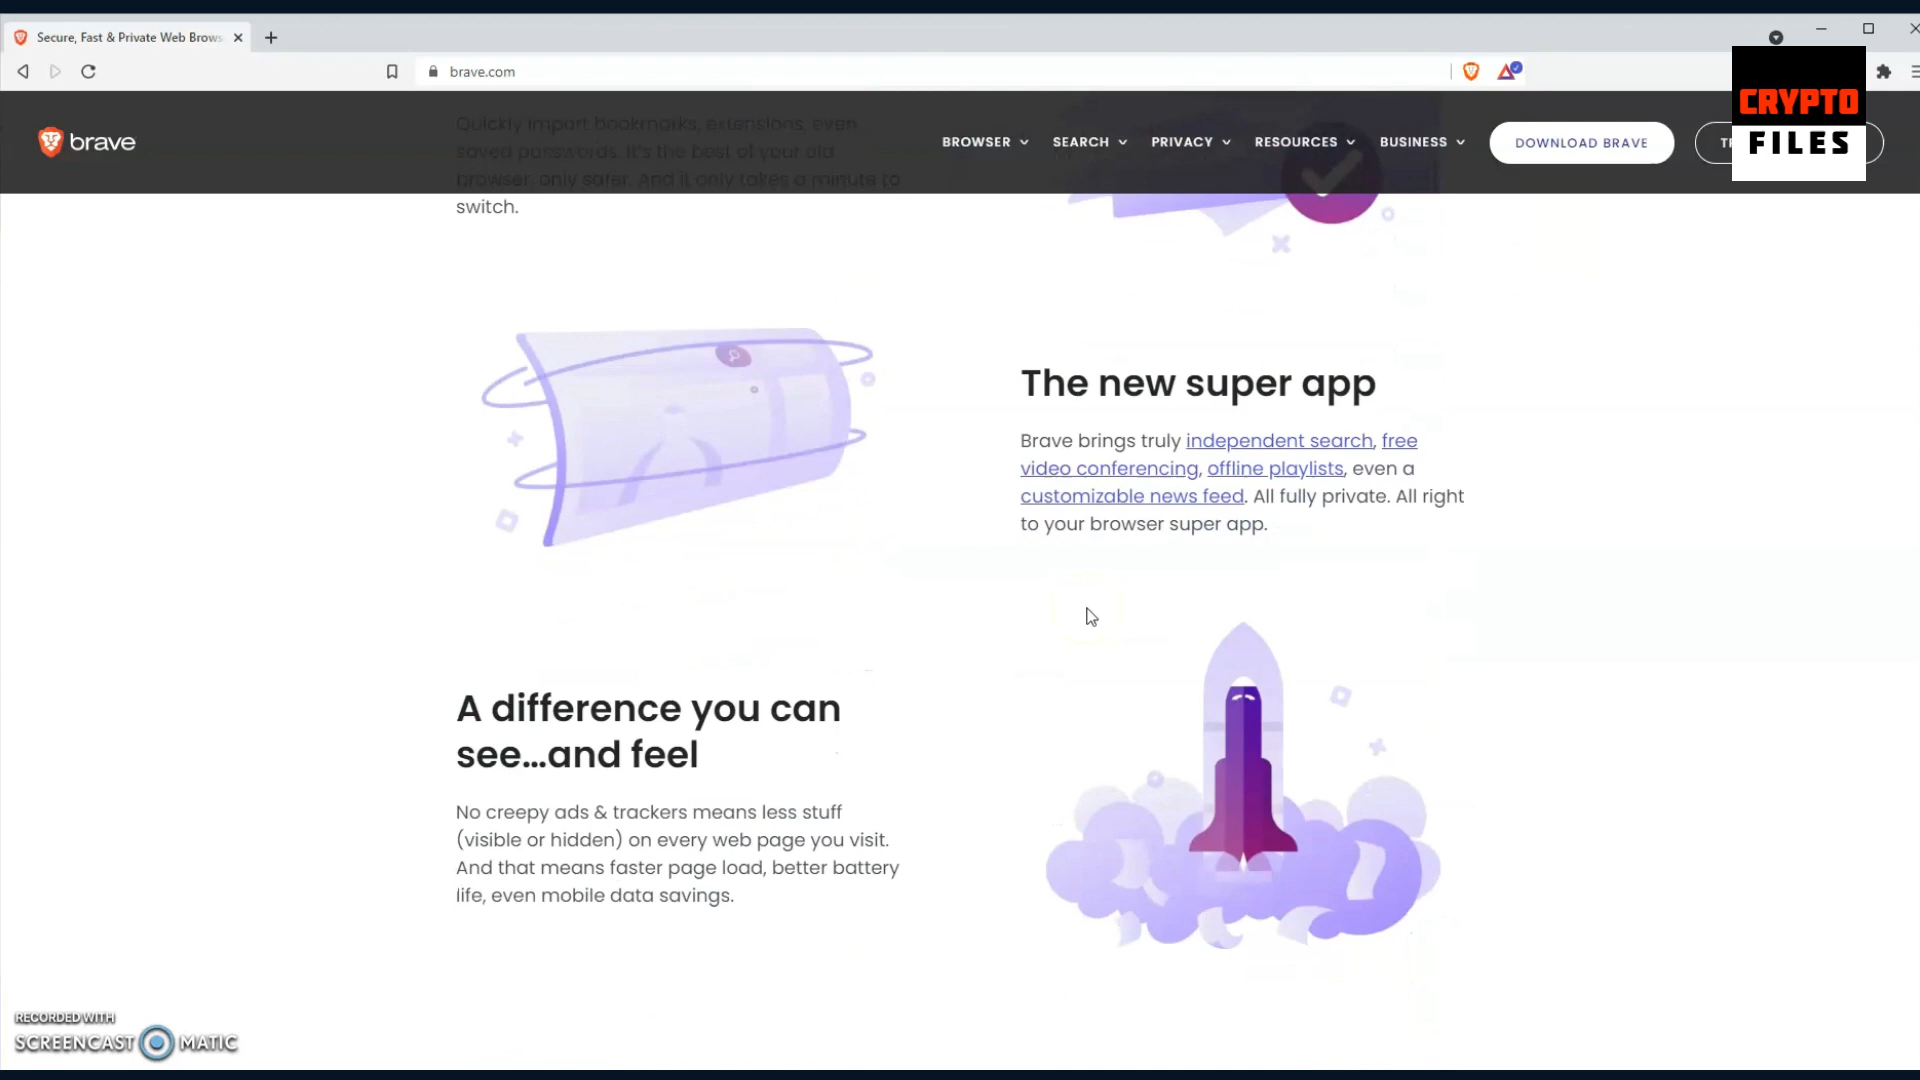 Secure, Fast & Private Web Brows
brave.com
brave
BROWSER
SEARCH
PRIVACY
RESOURCES
BUSINESS
DOWNLOAD BRAVE
CRYPTO
FILES
Quickly import bookmarks, extensions, even
saved passwords. It's the best of your old
browser, only safer. And it only takes a minute to
switch.
The new super app
Brave brings truly independent search, free
video conferencing, offline playlists, even a
customizable news feed. All fully private. All right
to your browser super app.
A difference you can
see...and feel
No creepy ads & trackers means less stuff
(visible or hidden) on every web page you visit.
And that means faster page load, better battery
life, even mobile data savings.
RECORDED WITH
SCREENCAST MATIC